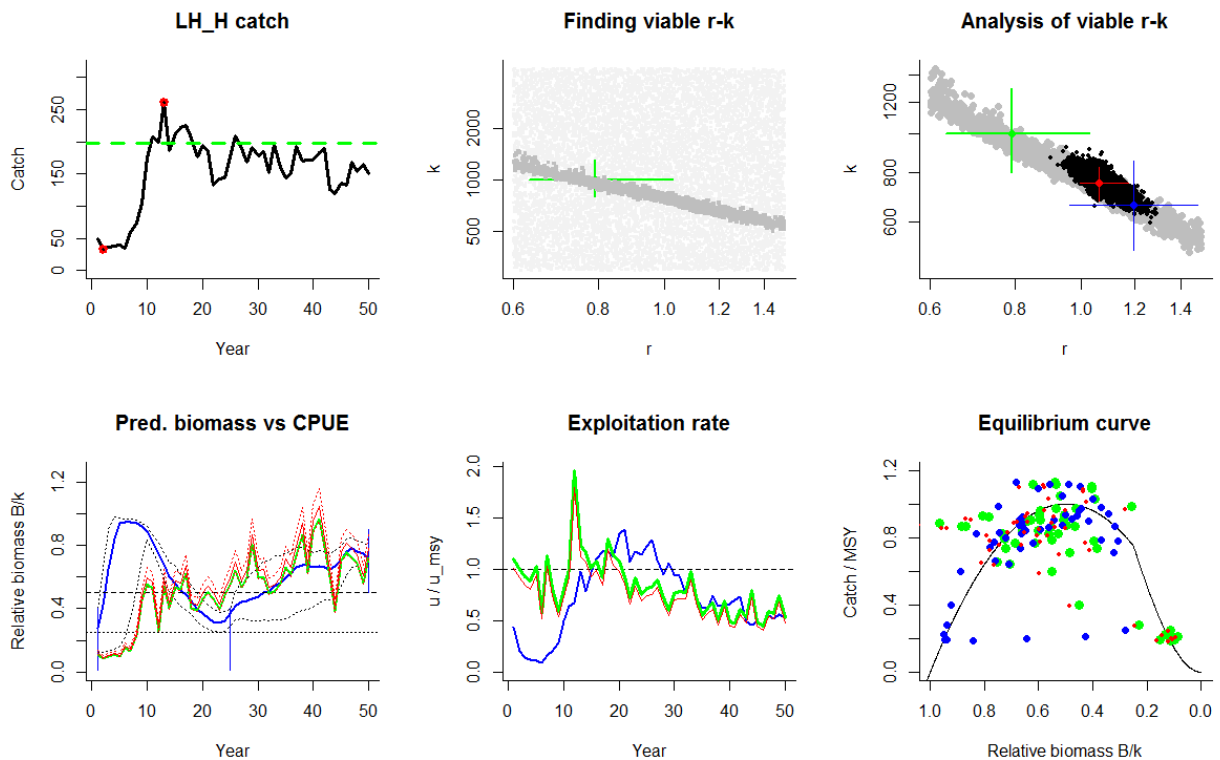 LH_H catch
Catch
0 50 150 250
0 10 20 30 40 50
Year
Finding viable r-k
k
500 1000 2000
0.6 0.8 1.0 1.2 1.4
r
Analysis of viable r-k
k
600 800 1200
0.6 0.8 1.0 1.2 1.4
r
Pred. biomass vs CPUE
Relative biomass B/k
0.0 0.4 0.8 1.2
0 10 20 30 40 50
Year
Exploitation rate
u / u_msy
0.0 0.5 1.0 1.5 2.0
0 10 20 30 40 50
Year
Equilibrium curve
Catch / MSY
0.0 0.4 0.8 1.2
1.0 0.8 0.6 0.4 0.2 0.0
Relative biomass B/k